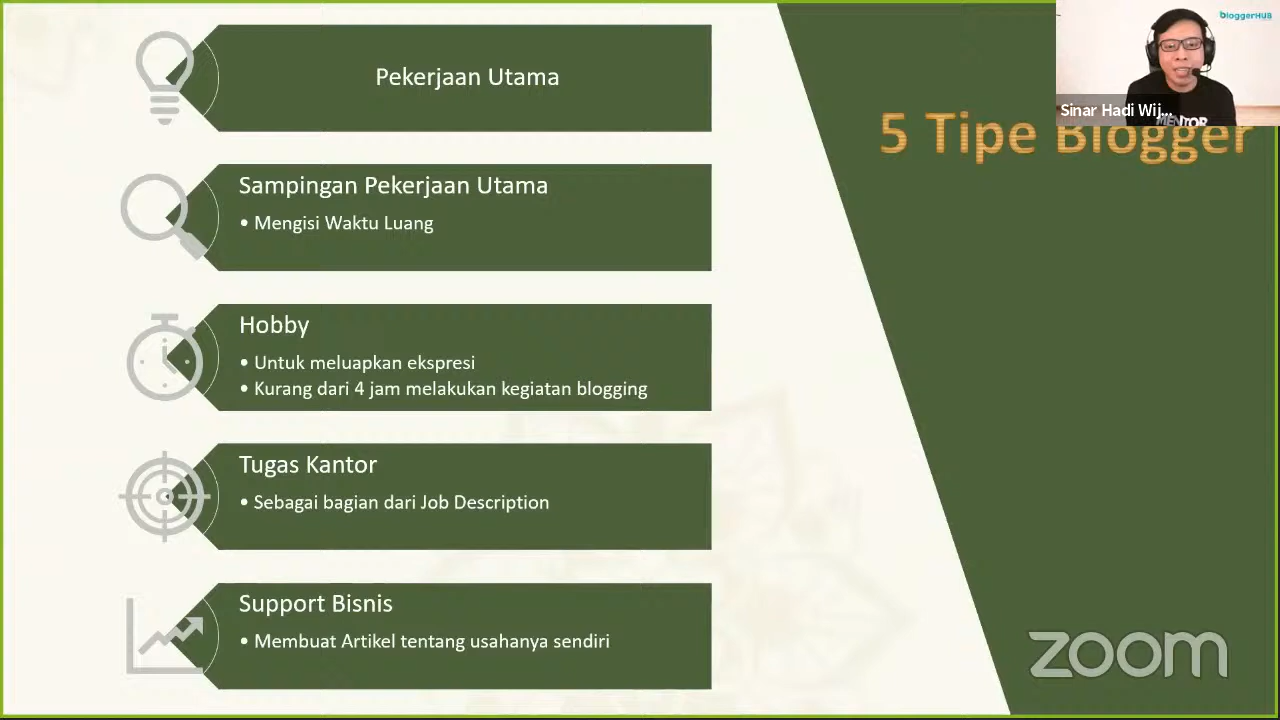 Pekerjaan Utama
Sampingan Pekerjaan Utama
• Mengisi Waktu Luang
Hobby
• Untuk meluapkan ekspresi
• Kurang dari 4 jam melakukan kegiatan blogging
Tugas Kantor
• Sebagai bagian dari Job Description
Support Bisnis
• Membuat Artikel tentang usahanya sendiri
bloggerHUB
Sinar Hadi Wij...
MENTOR
5 Tipe Blogger
zoom